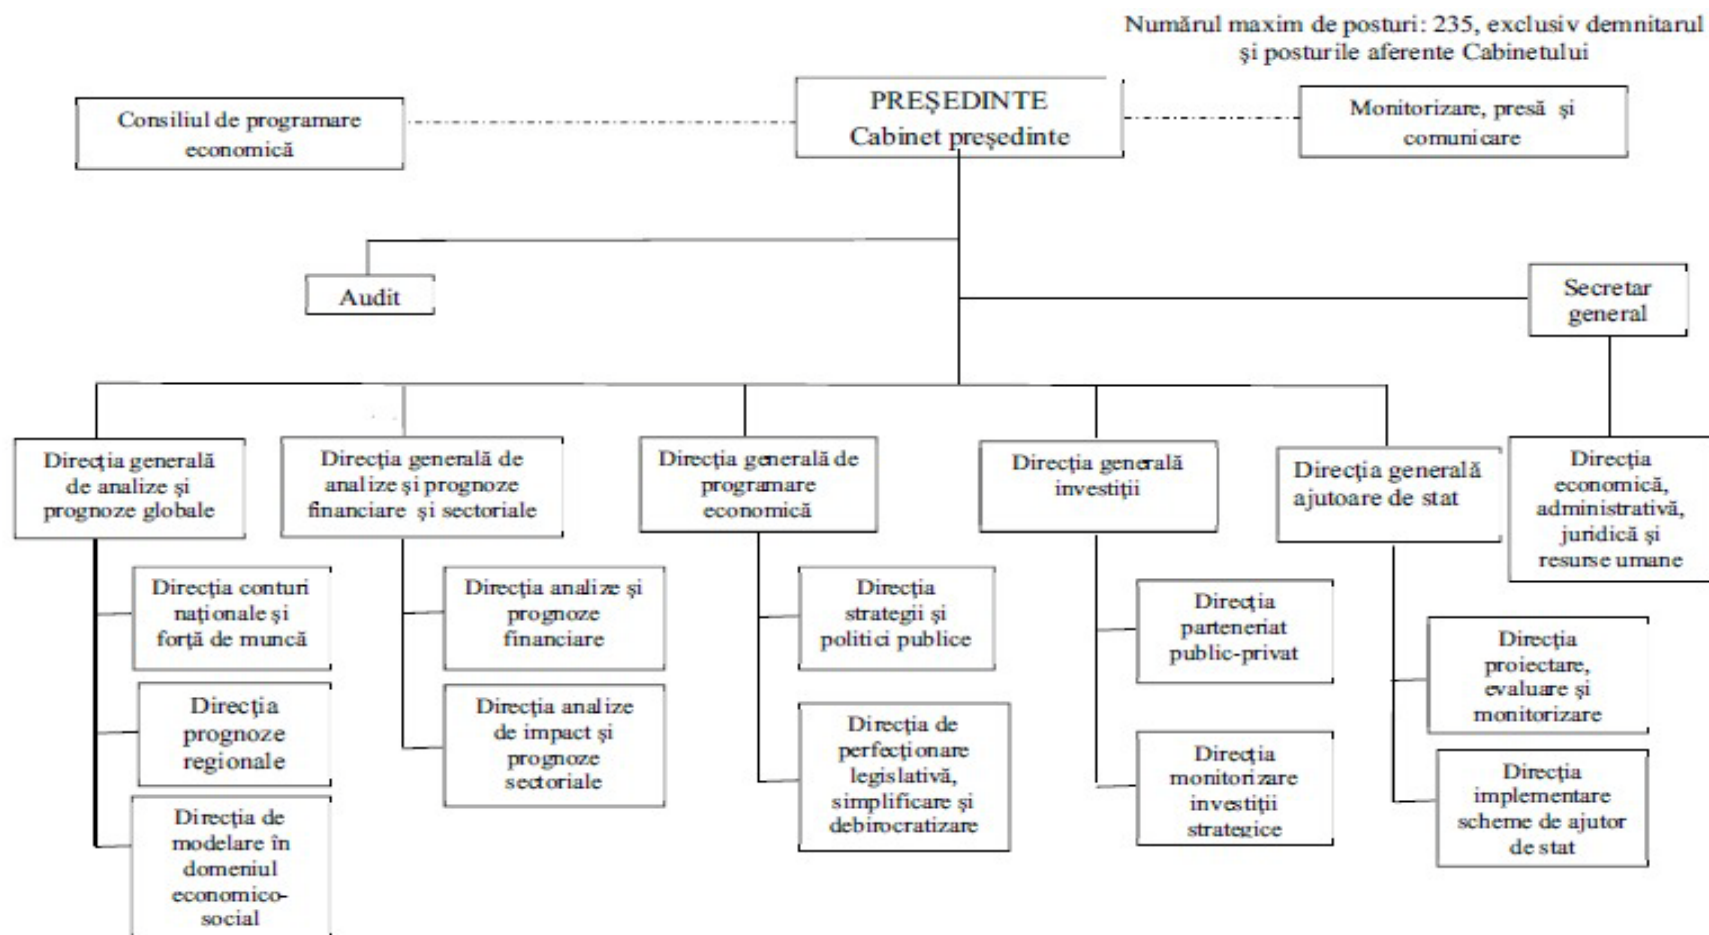 Numărul maxim de posturi: 235, exclusiv demnitarul
şi posturile aferente Cabinetului
Consiliul de programare
economică
PREŞEDINTE
Cabinet preşedinte
Monitorizare, presă şi
comunicare
Audit
Secretar
general
Direcţia generală
de analize şi
prognoze globale
Direcţia generală de
analize şi prognoze
financiare şi sectoriale
Direcţia generală de
programare
economică
Direcţia generală
investiţii
Direcţia generală
ajutoare de stat
Direcţia
economică,
administrativă,
juridică şi
resurse umane
Direcţia conturi
naţionale şi
forţă de muncă
Direcţia
prognoze
regionale
Direcţia de
modelare în
domeniul
economico-
social
Direcţia analize şi
prognoze
financiare
Direcţia analize
de impact şi
prognoze
sectoriale
Direcţia
strategii şi
politici publice
Direcţia de
perfecţionare
legislativă,
simplificare şi
debirocratizare
Direcţia
parteneriat
public-privat
Direcţia
monitorizare
investiţii
strategice
Direcţia
proiectare,
evaluare şi
monitorizare
Direcţia
implementare
scheme de ajutor
de stat